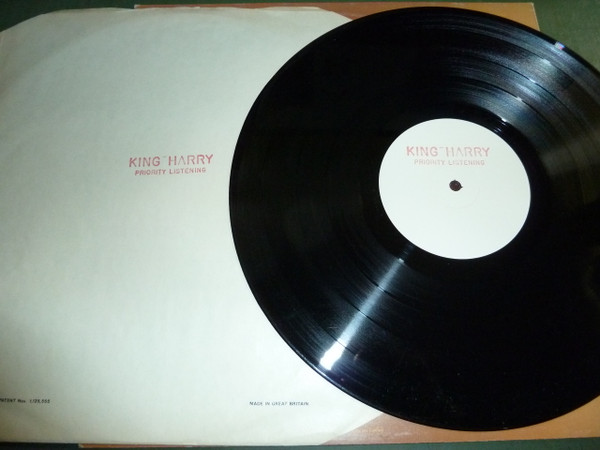 KING HARRY
PRIORITY LISTENING
KING HARRY
PRIORITY LISTENING
MADE IN GREAT BRITAIN